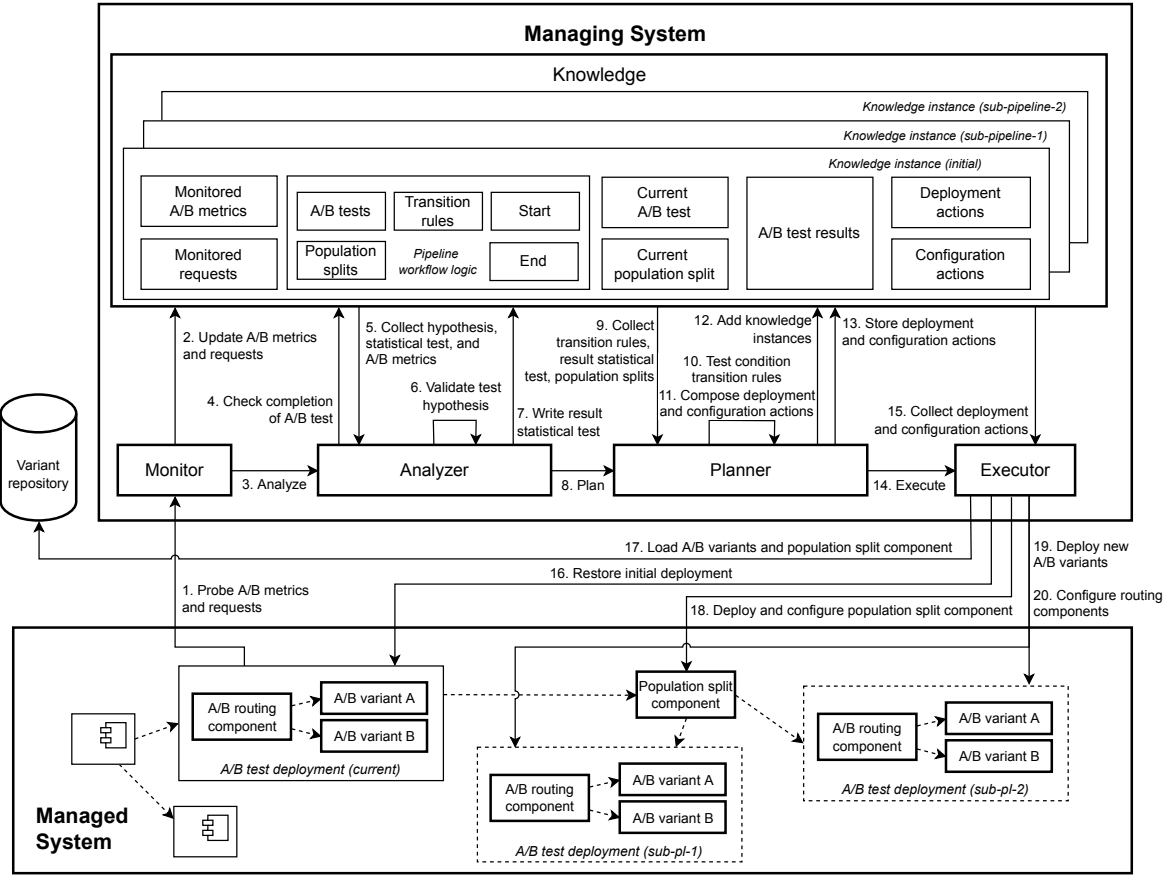 Managing System
Knowledge
Knowledge instance (sub-pipeline-2)
Knowledge instance (sub-pipeline-1)
Knowledge instance (initial)
Monitored
A/B metrics
Monitored
requests
A/B tests
Transition
rules
Start
Population
splits
Pipeline
workflow logic
End
Current
A/B test
Current
population split
A/B test results
Deployment
actions
Configuration
actions
2. Update A/B metrics
and requests
4. Check completion
of A/B test
5. Collect hypothesis,
statistical test, and
A/B metrics
6. Validate test
hypothesis
7. Write result
statistical test
9. Collect
transition rules,
result statistical
test, population splits
12. Add knowledge
instances
10. Test condition
transition rules
11. Compose deployment
and configuration actions
13. Store deployment
and configuration actions
15. Collect deployment
and configuration actions
Variant
repository
Monitor
3. Analyze
Analyzer
8. Plan
Planner
14. Execute
Executor
17. Load A/B variants and population split component
19. Deploy new
A/B variants
16. Restore initial deployment
1. Probe A/B metrics
and requests
18. Deploy and configure population split component
20. Configure routing
components
A/B routing
component
A/B variant A
A/B variant B
A/B test deployment (current)
Population split
component
A/B routing
component
A/B variant A
A/B variant B
A/B test deployment (sub-pl-2)
A/B routing
component
A/B variant A
A/B variant B
A/B test deployment (sub-pl-1)
Managed
System